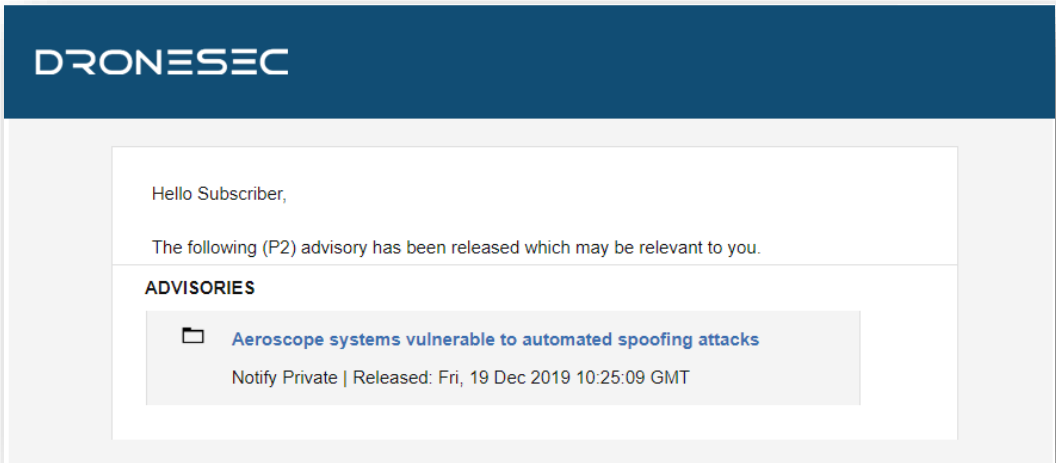 DRONESEC
Hello Subscriber,
The following (P2) advisory has been released which may be relevant to you.
ADVISORIES
Aeroscope systems vulnerable to automated spoofing attacks
Notify Private | Released: Fri, 19 Dec 2019 10:25:09 GMT